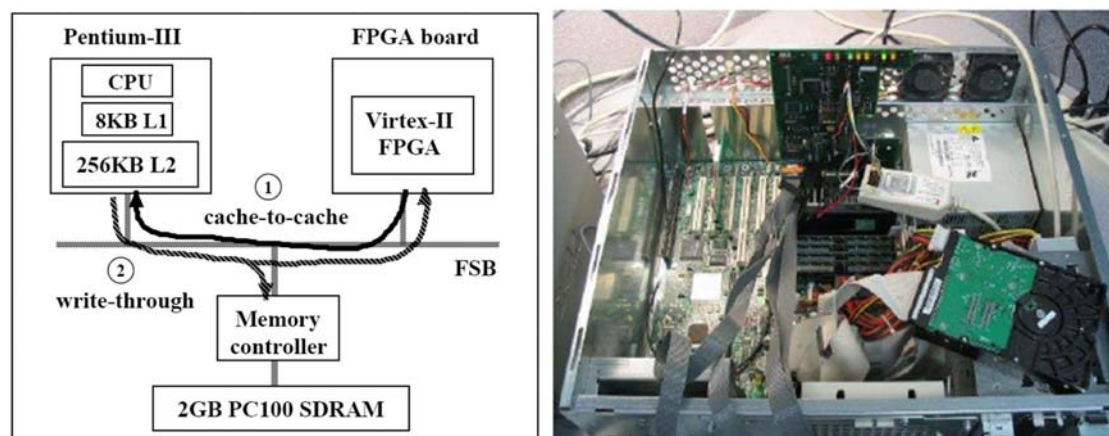 Pentium-III
FPGA board
CPU
8KB L1
256KB L2
Virtex-II
FPGA
1
cache-to-cache
FSB
2
write-through
Memory
controller
2GB PC100 SDRAM